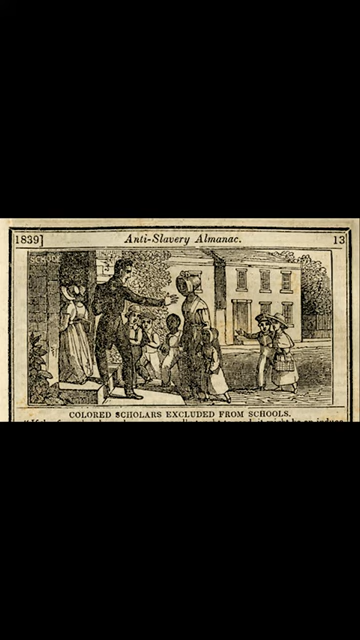 1839] Anti-Slavery Almanac. 13
SCHOOL
COLORED SCHOLARS EXCLUDED FROM SCHOOLS.